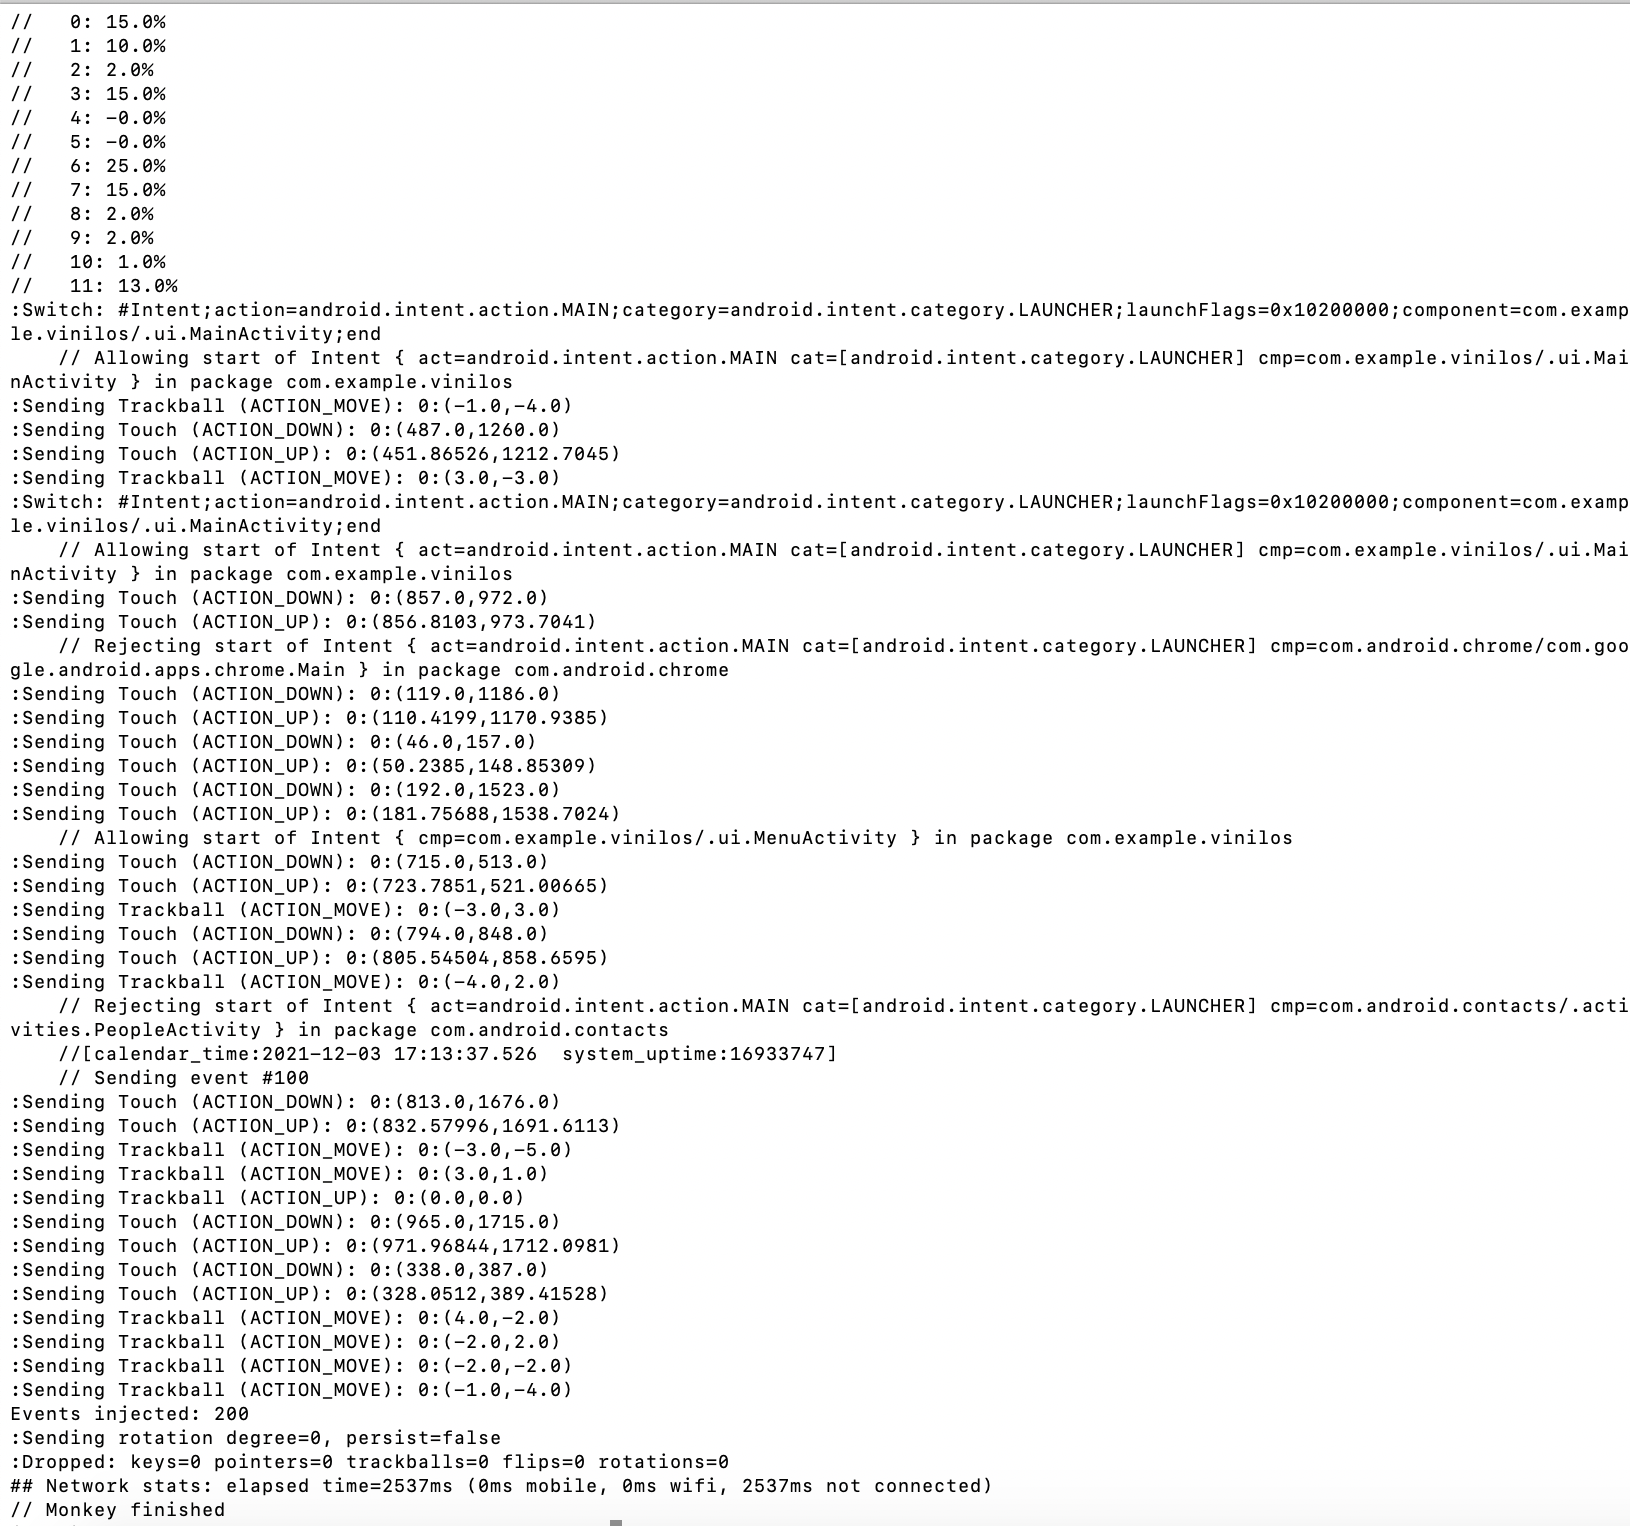 //   0: 15.0%
//   1: 10.0%
//   2: 2.0%
//   3: 15.0%
//   4: -0.0%
//   5: -0.0%
//   6: 25.0%
//   7: 15.0%
//   8: 2.0%
//   9: 2.0%
//   10: 1.0%
//   11: 13.0%
:Switch: #Intent;action=android.intent.action.MAIN;category=android.intent.category.LAUNCHER;launchFlags=0x10200000;component=com.examp
le.vinilos/.ui.MainActivity;end
    // Allowing start of Intent { act=android.intent.action.MAIN cat=[android.intent.category.LAUNCHER] cmp=com.example.vinilos/.ui.Mai
nActivity } in package com.example.vinilos
:Sending Trackball (ACTION_MOVE): 0:(-1.0,-4.0)
:Sending Touch (ACTION_DOWN): 0:(487.0,1260.0)
:Sending Touch (ACTION_UP): 0:(451.86526,1212.7045)
:Sending Trackball (ACTION_MOVE): 0:(3.0,-3.0)
:Switch: #Intent;action=android.intent.action.MAIN;category=android.intent.category.LAUNCHER;launchFlags=0x10200000;component=com.examp
le.vinilos/.ui.MainActivity;end
    // Allowing start of Intent { act=android.intent.action.MAIN cat=[android.intent.category.LAUNCHER] cmp=com.example.vinilos/.ui.Mai
nActivity } in package com.example.vinilos
:Sending Touch (ACTION_DOWN): 0:(857.0,972.0)
:Sending Touch (ACTION_UP): 0:(856.8103,973.7041)
    // Rejecting start of Intent { act=android.intent.action.MAIN cat=[android.intent.category.LAUNCHER] cmp=com.android.chrome/com.goo
gle.android.apps.chrome.Main } in package com.android.chrome
:Sending Touch (ACTION_DOWN): 0:(119.0,1186.0)
:Sending Touch (ACTION_UP): 0:(110.4199,1170.9385)
:Sending Touch (ACTION_DOWN): 0:(46.0,157.0)
:Sending Touch (ACTION_UP): 0:(50.2385,148.85309)
:Sending Touch (ACTION_DOWN): 0:(192.0,1523.0)
:Sending Touch (ACTION_UP): 0:(181.75688,1538.7024)
    // Allowing start of Intent { cmp=com.example.vinilos/.ui.MenuActivity } in package com.example.vinilos
:Sending Touch (ACTION_DOWN): 0:(715.0,513.0)
:Sending Touch (ACTION_UP): 0:(723.7851,521.00665)
:Sending Trackball (ACTION_MOVE): 0:(-3.0,3.0)
:Sending Touch (ACTION_DOWN): 0:(794.0,848.0)
:Sending Touch (ACTION_UP): 0:(805.54504,858.6595)
:Sending Trackball (ACTION_MOVE): 0:(-4.0,2.0)
    // Rejecting start of Intent { act=android.intent.action.MAIN cat=[android.intent.category.LAUNCHER] cmp=com.android.contacts/.acti
vities.PeopleActivity } in package com.android.contacts
    //[calendar_time:2021-12-03 17:13:37.526  system_uptime:16933747]
    // Sending event #100
:Sending Touch (ACTION_DOWN): 0:(813.0,1676.0)
:Sending Touch (ACTION_UP): 0:(832.57996,1691.6113)
:Sending Trackball (ACTION_MOVE): 0:(-3.0,-5.0)
:Sending Trackball (ACTION_MOVE): 0:(3.0,1.0)
:Sending Trackball (ACTION_UP): 0:(0.0,0.0)
:Sending Touch (ACTION_DOWN): 0:(965.0,1715.0)
:Sending Touch (ACTION_UP): 0:(971.96844,1712.0981)
:Sending Touch (ACTION_DOWN): 0:(338.0,387.0)
:Sending Touch (ACTION_UP): 0:(328.0512,389.41528)
:Sending Trackball (ACTION_MOVE): 0:(4.0,-2.0)
:Sending Trackball (ACTION_MOVE): 0:(-2.0,2.0)
:Sending Trackball (ACTION_MOVE): 0:(-2.0,-2.0)
:Sending Trackball (ACTION_MOVE): 0:(-1.0,-4.0)
Events injected: 200
:Sending rotation degree=0, persist=false
:Dropped: keys=0 pointers=0 trackballs=0 flips=0 rotations=0
## Network stats: elapsed time=2537ms (0ms mobile, 0ms wifi, 2537ms not connected)
// Monkey finished